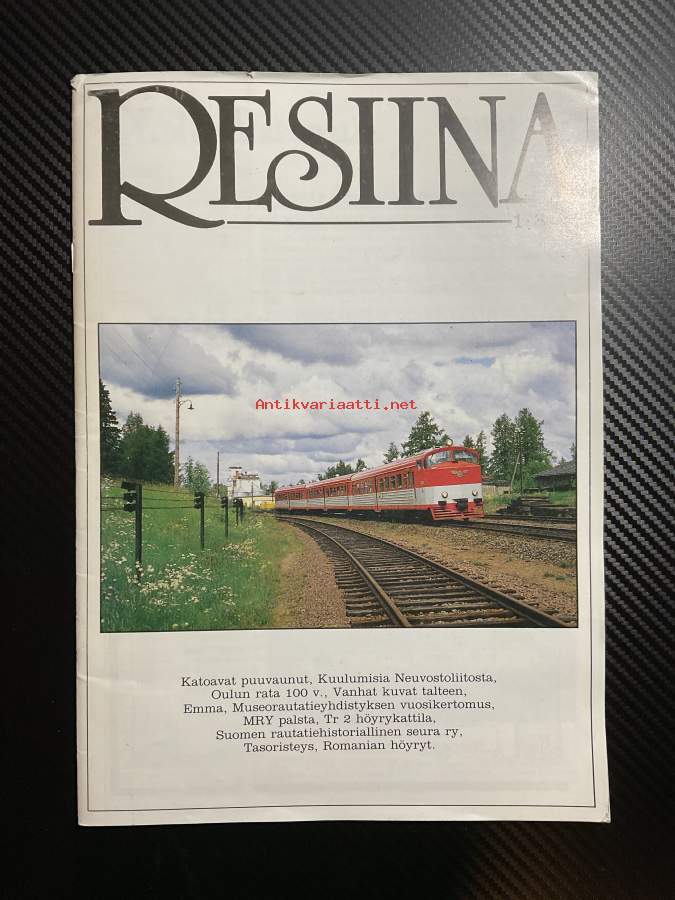 RESIINA
Antikvariaatti.net
Katoavat puuvaunut, Kuulumisia Neuvostoliitosta,
Oulun rata 100 v., Vanhat kuvat talteen,
Emma, Museorautatieyhdistyksen vuosikertomus,
MRY palsta, Tr 2 höyrykattila,
Suomen rautatiehistoriallinen seura ry,
Tasoristeys, Romanian höyryt.